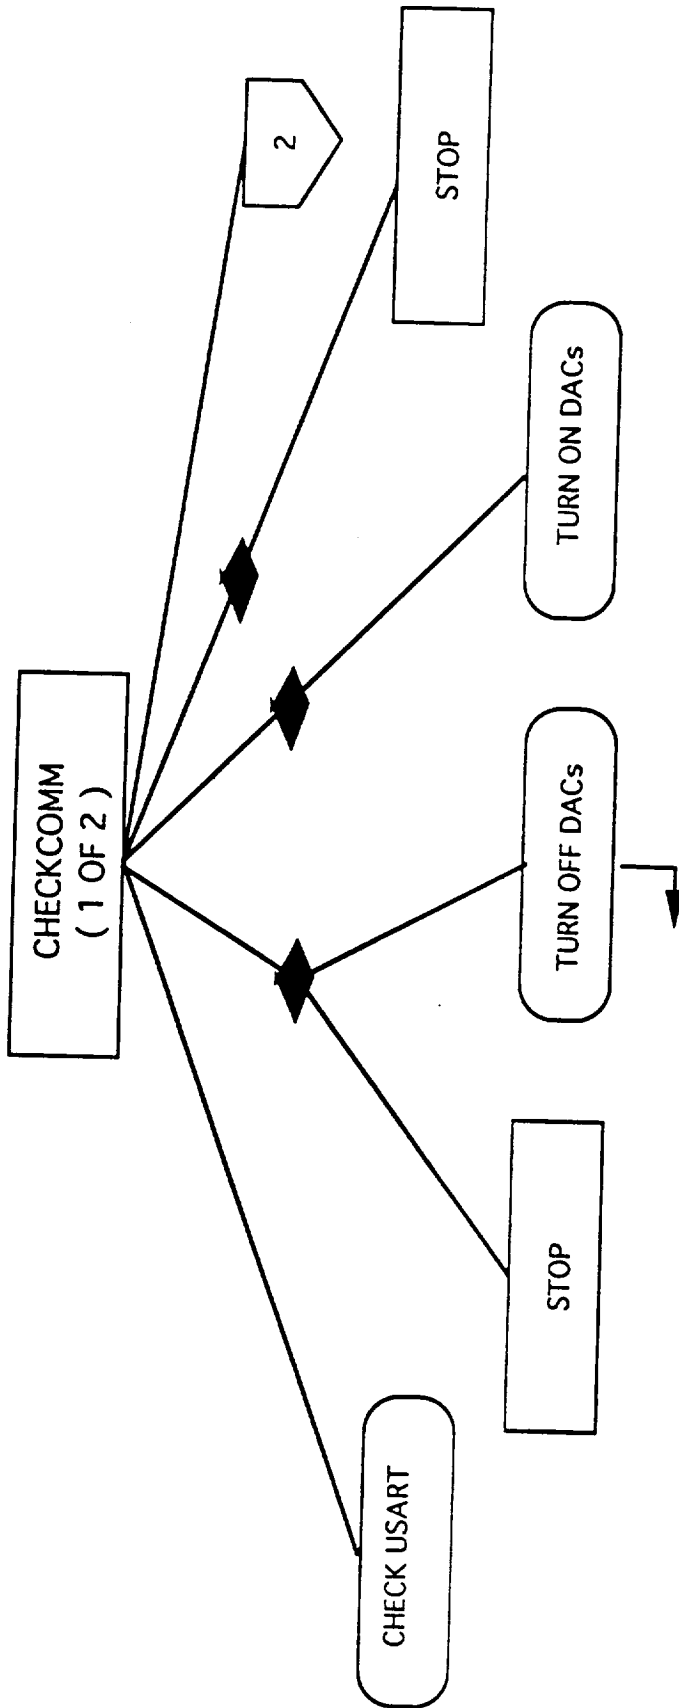 CHECKCOMM
( 1 OF 2 )
CHECK USART
STOP
TURN OFF DACs
TURN ON DACs
STOP
2